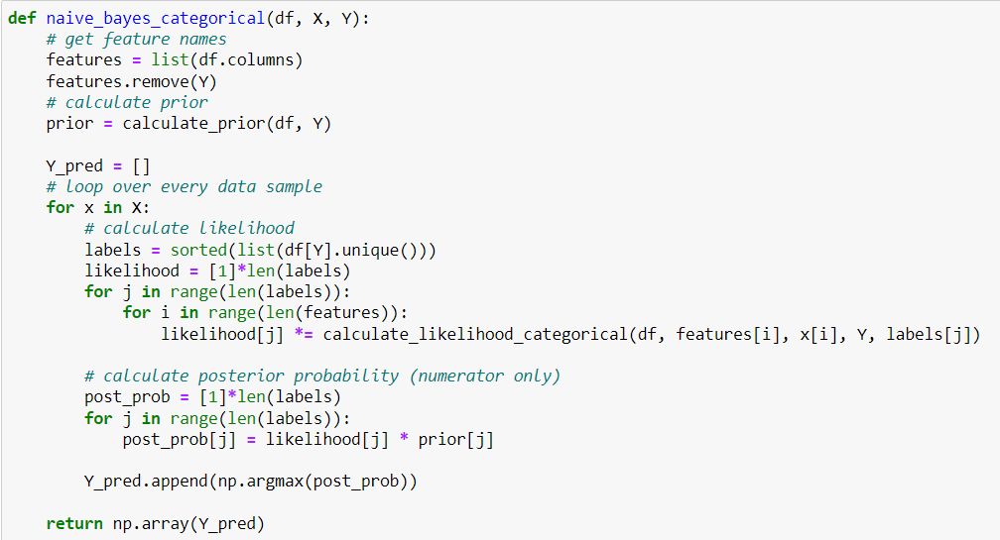 def naive_bayes_categorical(df, X, Y):
    # get feature names
    features = list(df.columns)
    features.remove(Y)
    # calculate prior
    prior = calculate_prior(df, Y)

    Y_pred = []
    # loop over every data sample
    for x in X:
        # calculate likelihood
        labels = sorted(list(df[Y].unique()))
        likelihood = [1]*len(labels)
        for j in range(len(labels)):
            for i in range(len(features)):
                likelihood[j] *= calculate_likelihood_categorical(df, features[i], x[i], Y, labels[j])

        # calculate posterior probability (numerator only)
        post_prob = [1]*len(labels)
        for j in range(len(labels)):
            post_prob[j] = likelihood[j] * prior[j]

        Y_pred.append(np.argmax(post_prob))

    return np.array(Y_pred)